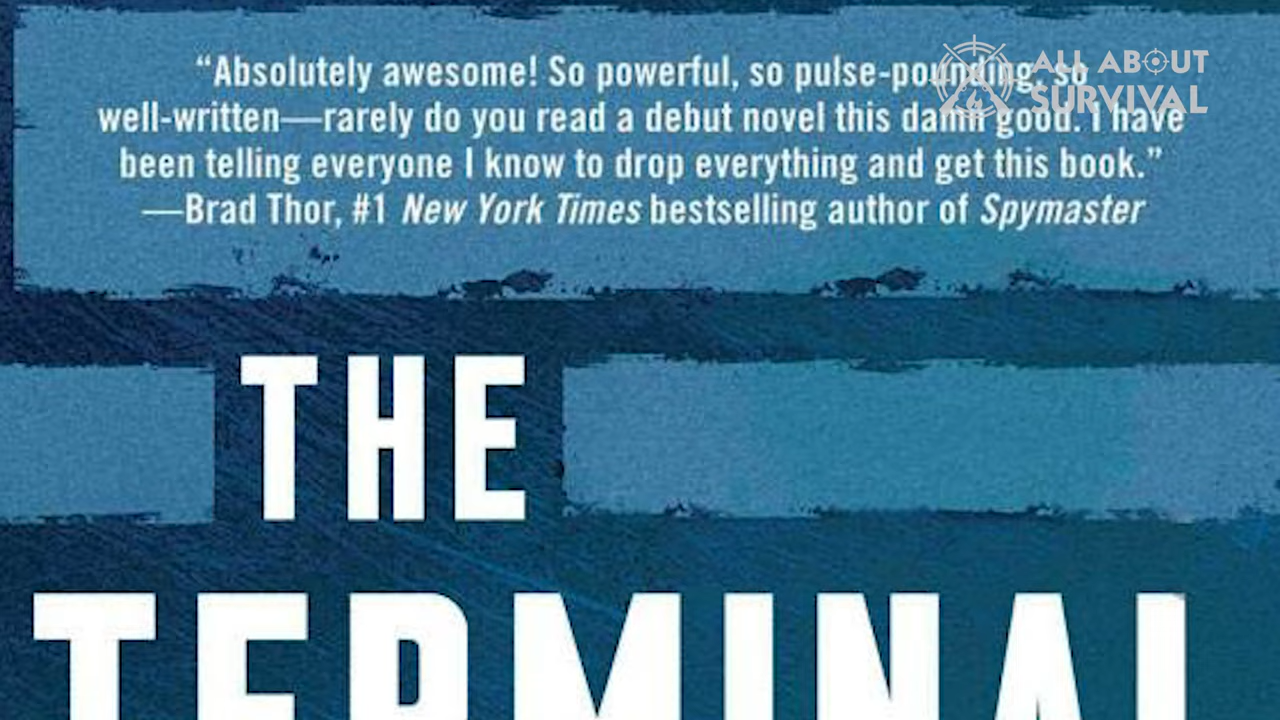 “Absolutely awesome! So powerful, so pulse-pounding, so
well-written—rarely do you read a debut novel this damn good. I have
been telling everyone I know to drop everything and get this book.”
—Brad Thor, #1 New York Times bestselling author of Spymaster
ALL ABOUT
SURVIVAL
THE
TERMINAL